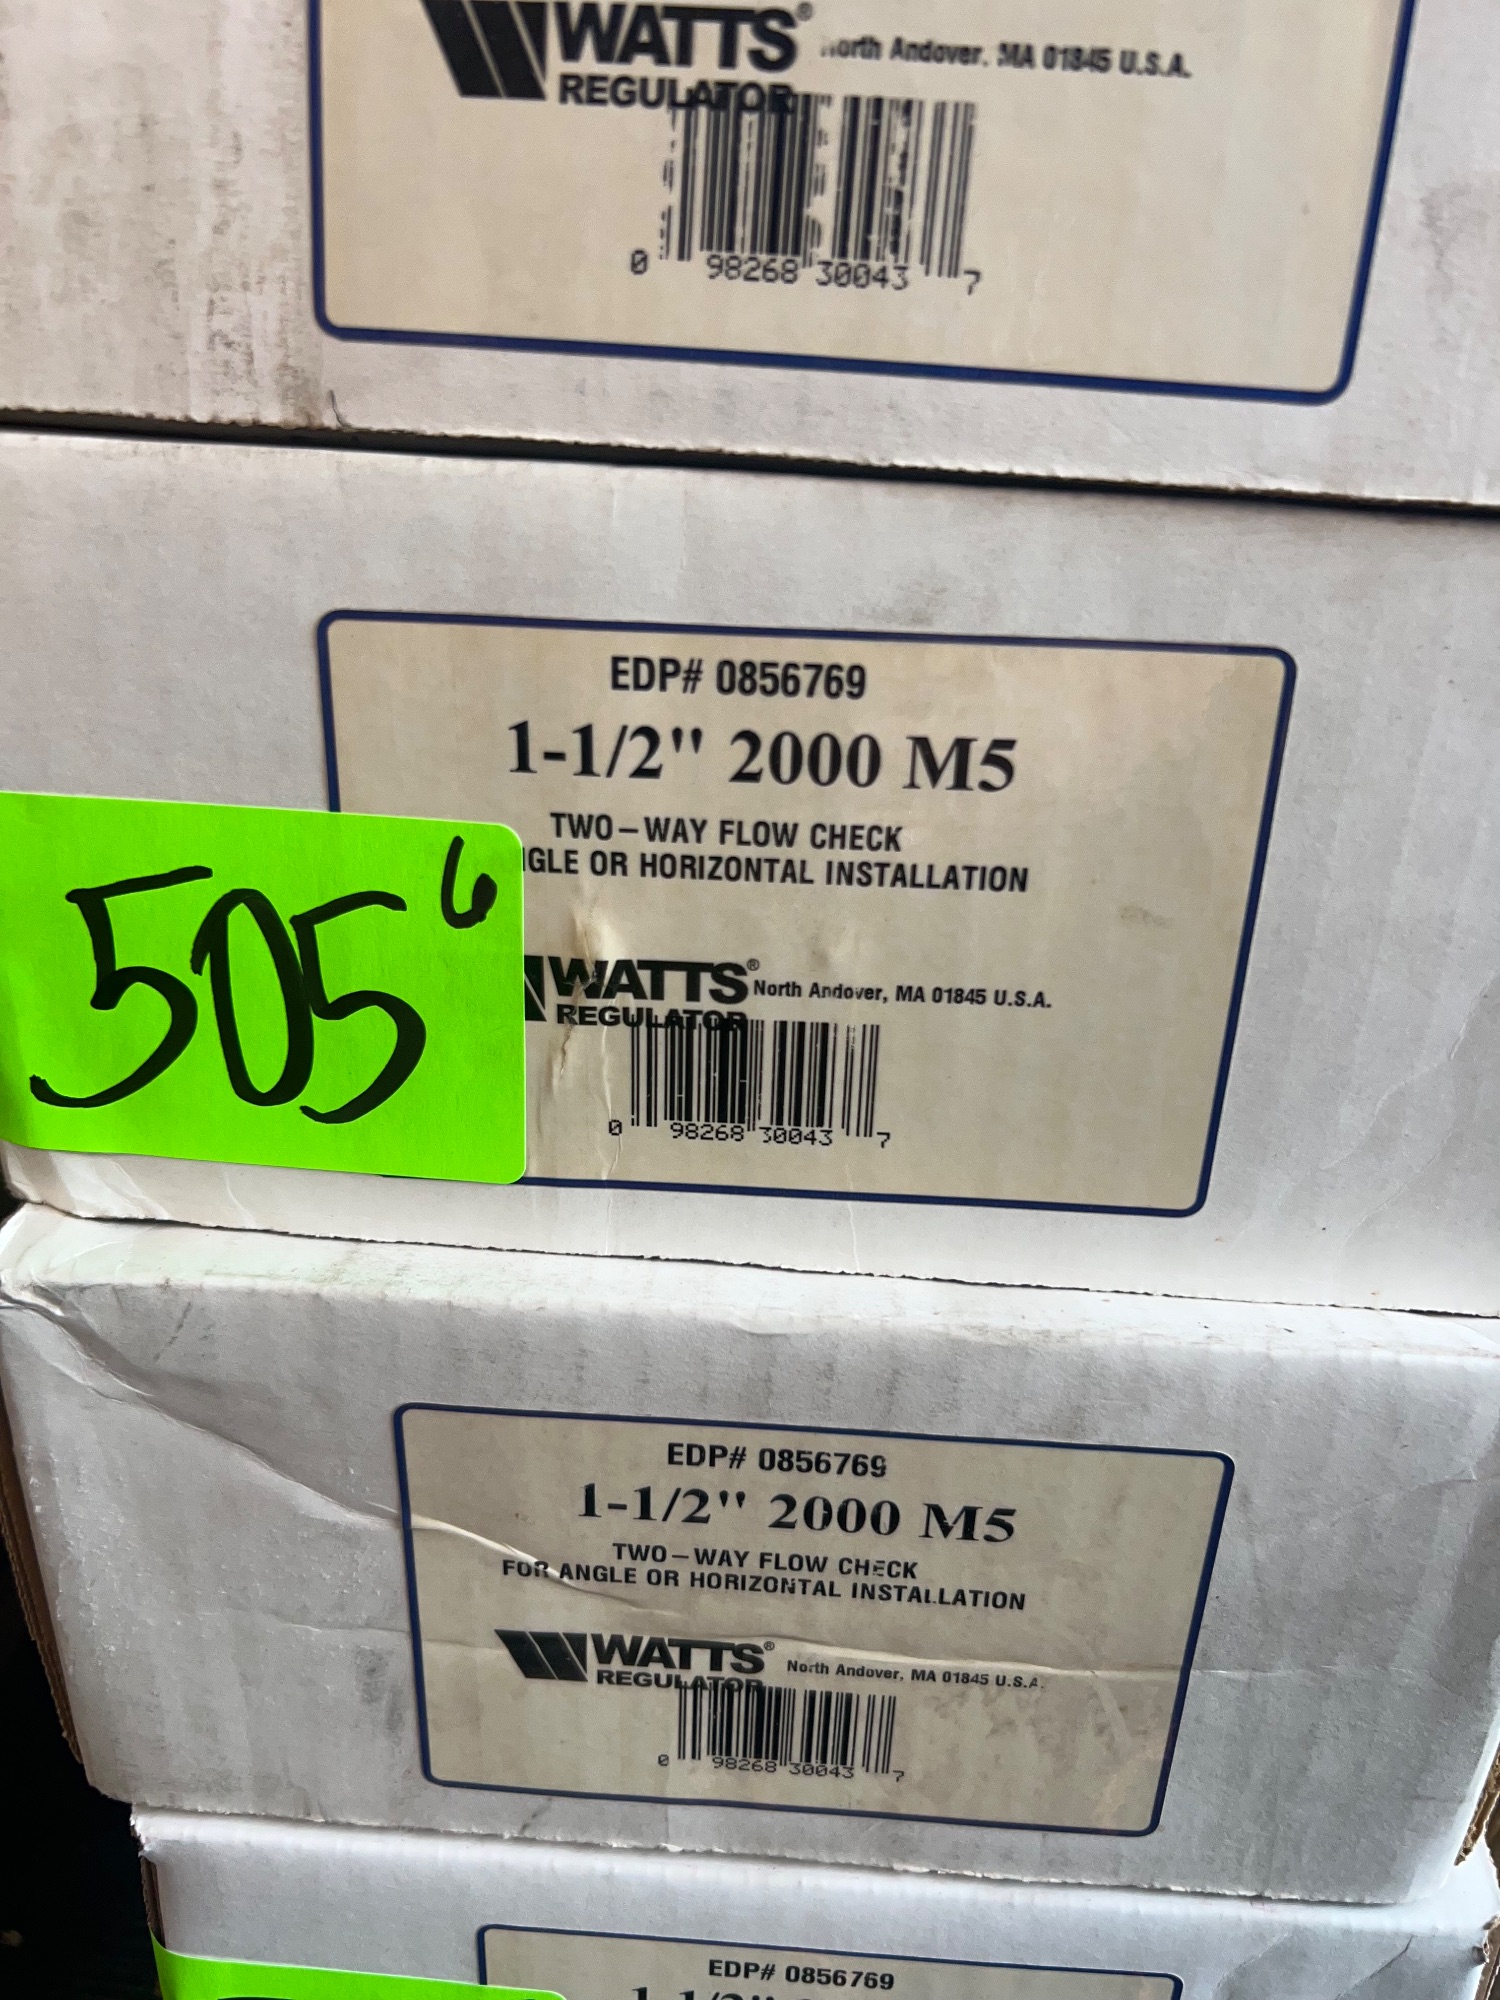 WATTS® North Andover, MA 01845 U.S.A.
REGULATOR
0 98268 30043 7
EDP# 0856769
1-1/2" 2000 M5
TWO-WAY FLOW CHECK
GLE OR HORIZONTAL INSTALLATION
505 6
WATTS® North Andover, MA 01845 U.S.A.
REGULATOR
0 98268 30043 7
EDP# 0856769
1-1/2" 2000 M5
TWO-WAY FLOW CHECK
FOR ANGLE OR HORIZONTAL INSTALLATION
WATTS® North Andover, MA 01845 U.S.A.
REGULATOR
0 98268 30043 7
EDP# 0856769